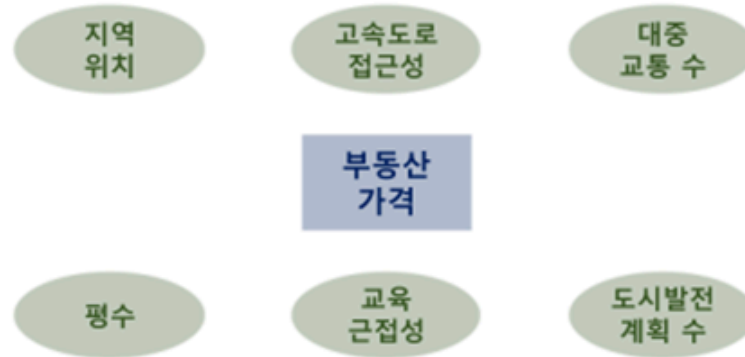 지역
위치
고속도로
접근성
대중
교통 수
부동산
가격
평수
교육
근접성
도시발전
계획 수